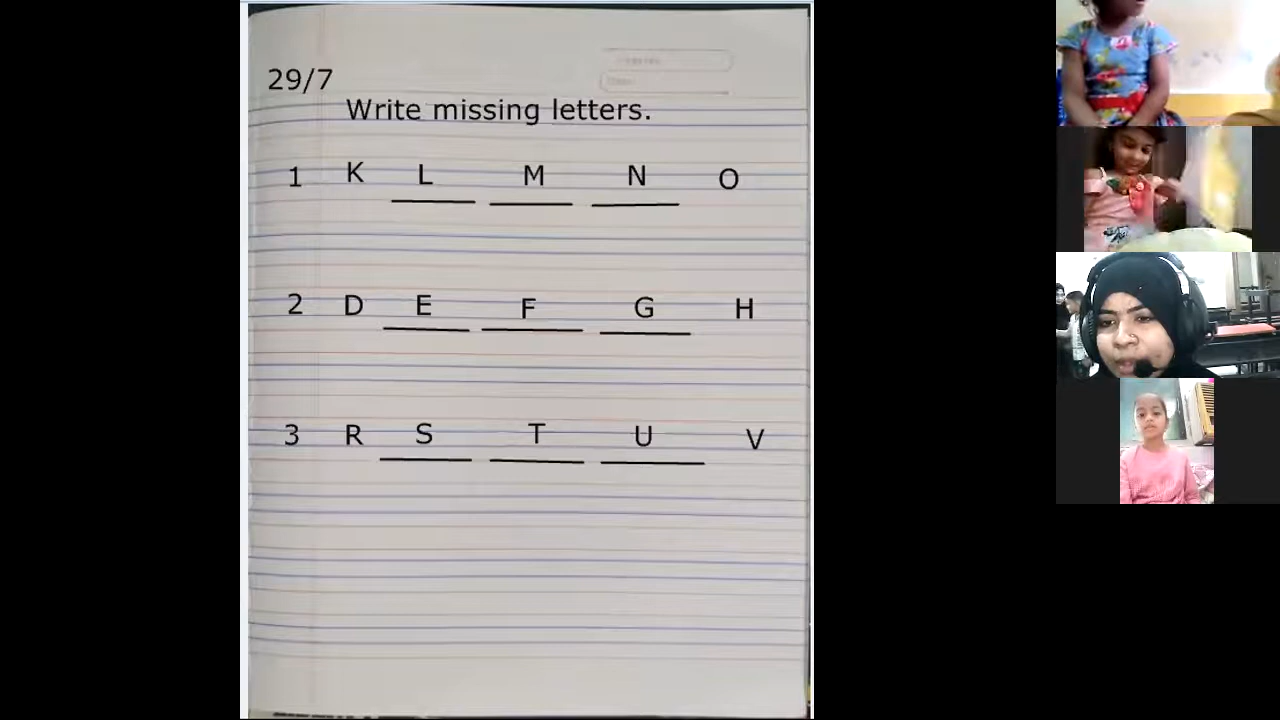 29/7
Write missing letters.
1 K L M N O
2 D E F G H
3 R S T U V